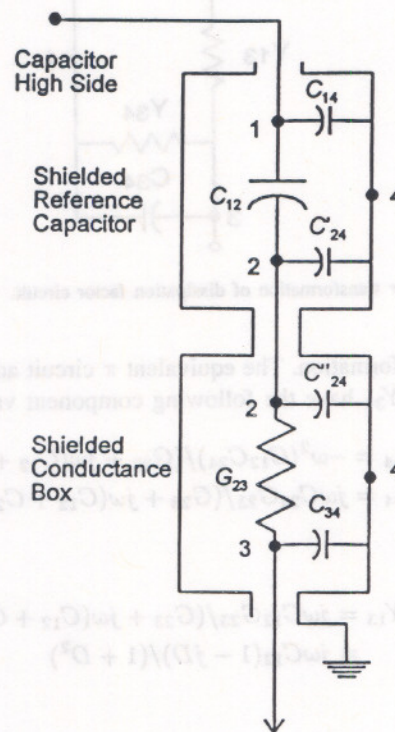 Capacitor
High Side
C₁₄
1
Shielded
Reference
Capacitor
C₁₂
4
C'₂₄
2
C''₂₄
2
Shielded
Conductance
Box
G₂₃
4
C₃₄
3